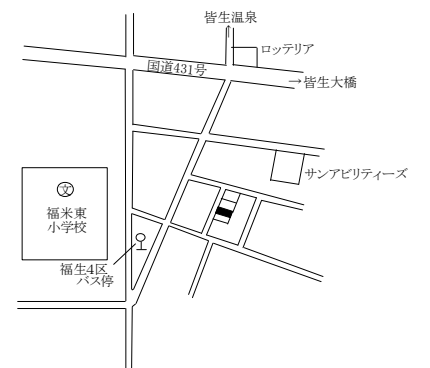 皆生温泉
ロッテリア
国道431号
→皆生大橋
サンアビリティーズ
文
福米東
小学校
福生4区
バス停